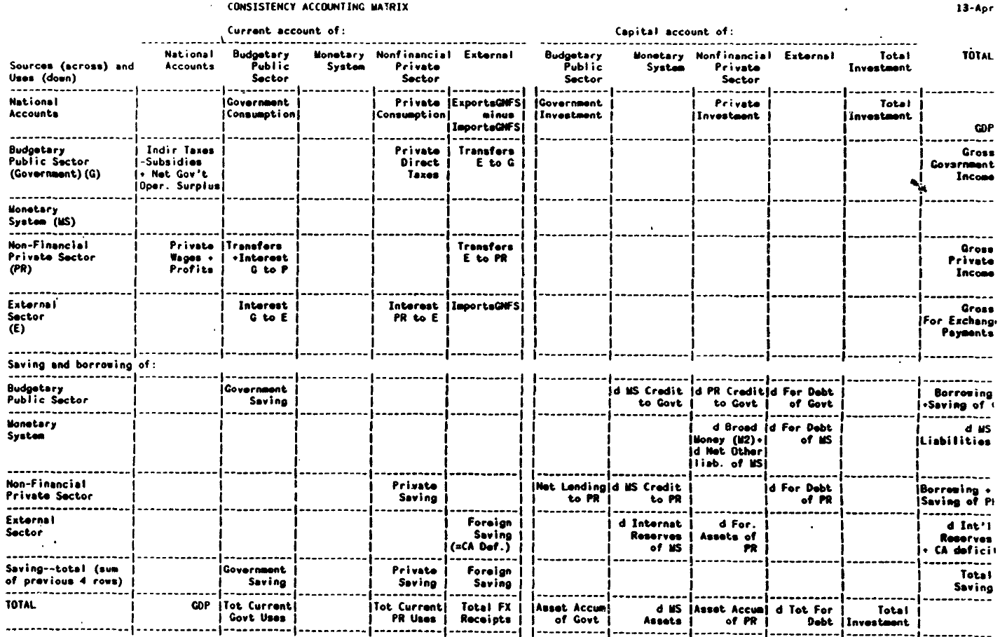 CONSISTENCY ACCOUNTING MATRIX 13-Apr
Current account of: Capital account of:
National Budgetary Monetary Nonfinancial External Budgetary Monetary Nonfinancial External Total TOTAL
Sources (across) and Accounts Public System Private Public System Private Investment
Uses (down) Sector Sector Sector Sector
National Government Private ExportsGNFS Government Private Total
Accounts Consumption Consumption minus Investment Investment Investment
ImportsGNFS GDP
Budgetary Indir Taxes Private Transfers Gross
Public Sector -Subsidies Direct E to G Government
(Government)(G) + Net Gov't Taxes Income
Oper. Surplus
Monetary
System (MS)
Non-Financial Private Transfers Transfers Gross
Private Sector Wages + +Interest E to PR Private
(PR) Profits G to P Income
External Interest Interest ImportsGNFS Gross
Sector G to E PR to E For Exchang
(E) Payments
Saving and borrowing of:
Budgetary Government d MS Credit d PR Credit d For Debt Borrowing
Public Sector Saving to Govt to Govt of Govt +Saving of
Monetary d Broad d For Debt d MS
System Money (M2)+ of MS Liabilities
d Net Other
liab. of MS
Non-Financial Private Net Lending d MS Credit d For Debt Borrowing +
Private Sector Saving to PR to PR of PR Saving of P
External Foreign d Internat d For. d Int'l
Sector Saving Reserves Assets of Reserves
(=CA Def.) of MS PR + CA defici
Saving--total (sum Government Private Foreign Total
of previous 4 rows) Saving Saving Saving Saving
TOTAL GDP Tot Current Tot Current Total FX Asset Accum d MS Asset Accum d Tot For Total
Govt Uses PR Uses Receipts of Govt Assets of PR Debt Investment